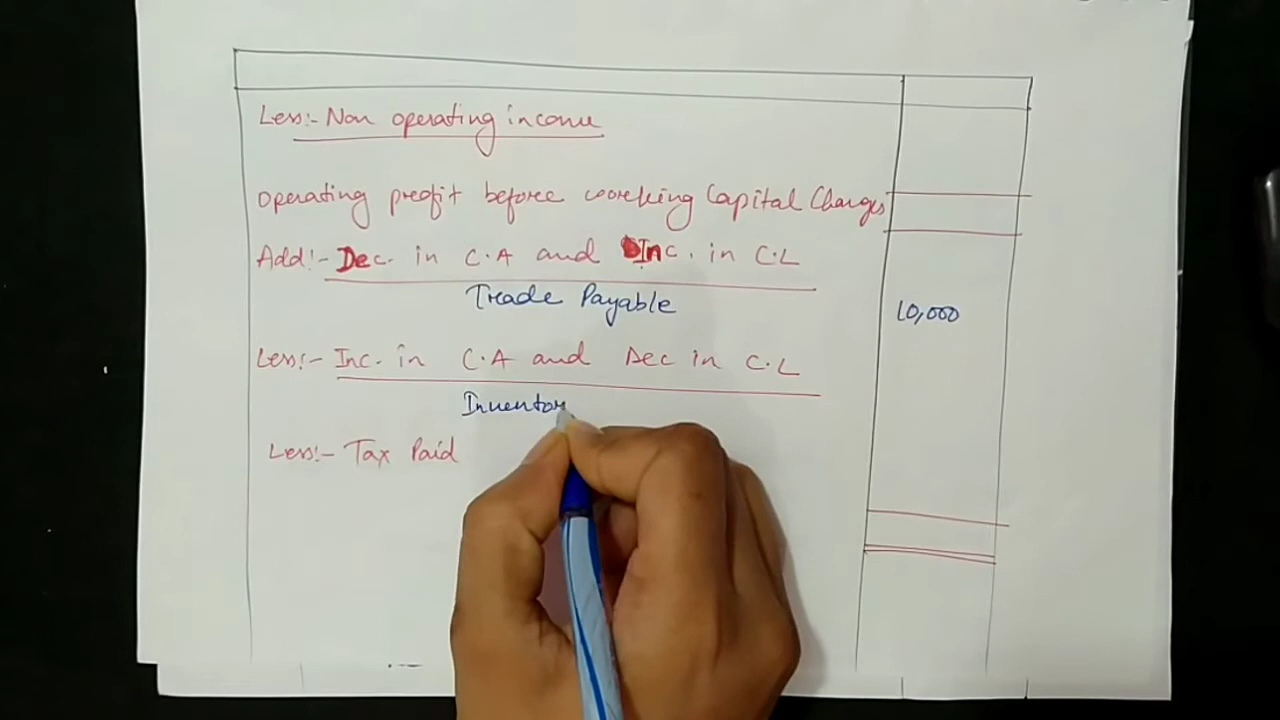 Less:- Non operating income
Operating profit before working Capital Changes
Add:- Dec. in C.A and Inc. in C.L
Trade Payable
10,000
Less:- Inc. in C.A and Dec in C.L
Inventor
Less:- Tax Paid